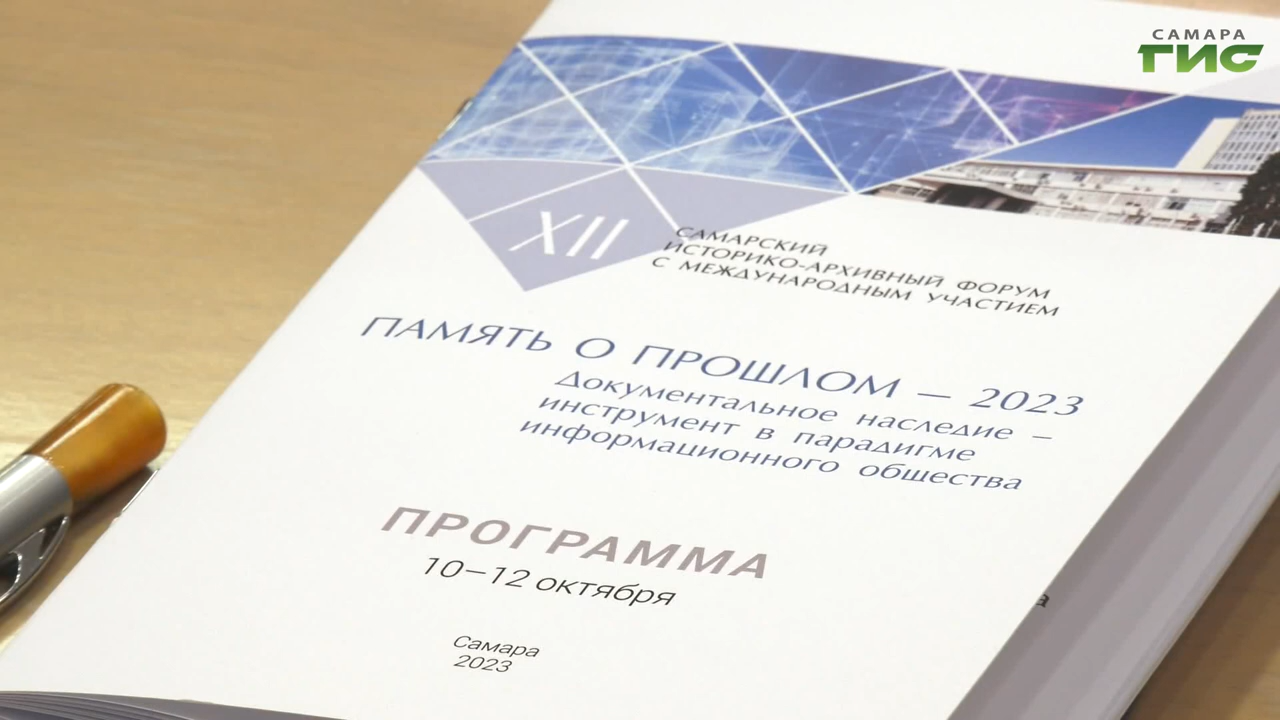 САМАРА
ГИС
XII
САМАРСКИЙ
ИСТОРИКО-АРХИВНЫЙ ФОРУМ
С МЕЖДУНАРОДНЫМ УЧАСТИЕМ
ПАМЯТЬ О ПРОШЛОМ – 2023
Документальное наследие –
инструмент в парадигме
информационного общества
ПРОГРАММА
10–12 октября
Самара
2023